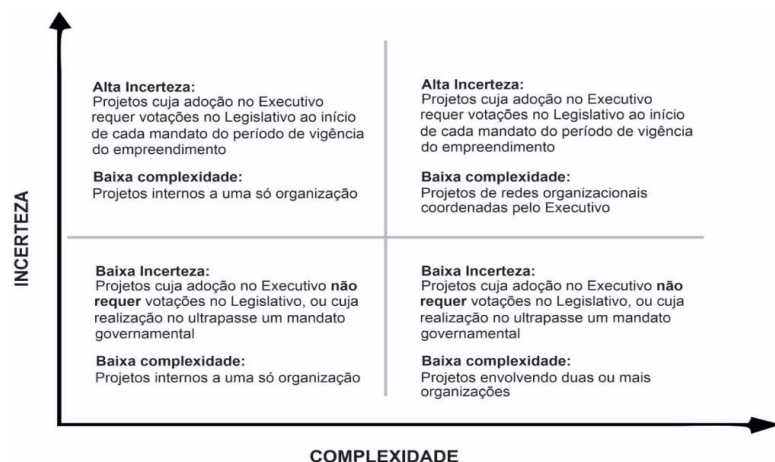 Alta Incerteza:
Projetos cuja adoção no Executivo
requer votações no Legislativo ao início
de cada mandato do período de vigência
do empreendimento
Baixa complexidade:
Projetos internos a uma só organização
Alta Incerteza:
Projetos cuja adoção no Executivo
requer votações no Legislativo ao início
de cada mandato do período de vigência
do empreendimento
Baixa complexidade:
Projetos de redes organizacionais
coordenadas pelo Executivo
INCERTEZA
Baixa Incerteza:
Projetos cuja adoção no Executivo não
requer votações no Legislativo, ou cuja
realização no ultrapasse um mandato
governamental
Baixa complexidade:
Projetos internos a uma só organização
Baixa Incerteza:
Projetos cuja adoção no Executivo não
requer votações no Legislativo, ou cuja
realização no ultrapasse um mandato
governamental
Baixa complexidade:
Projetos envolvendo duas ou mais
organizações
COMPLEXIDADE